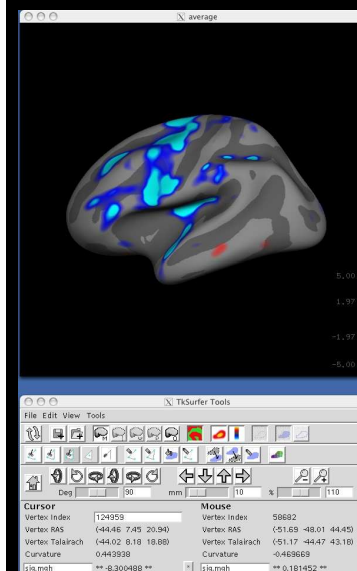 average
5.00
1.97
-1.97
-5.00
TkSurfer Tools
File Edit View Tools
Deg 90 mm 10 % 110
Cursor Mouse
Vertex Index 124959 Vertex Index 58682
Vertex RAS (-44.46 7.45 20.94) Vertex RAS (-51.69 -48.01 44.45)
Vertex Talairach (-44.02 8.18 18.88) Vertex Talairach (-51.17 -44.47 43.18)
Curvature 0.443938 Curvature -0.469669
sig.mgh ** -8.300488 ** sig.mgh ** 0.181452 **